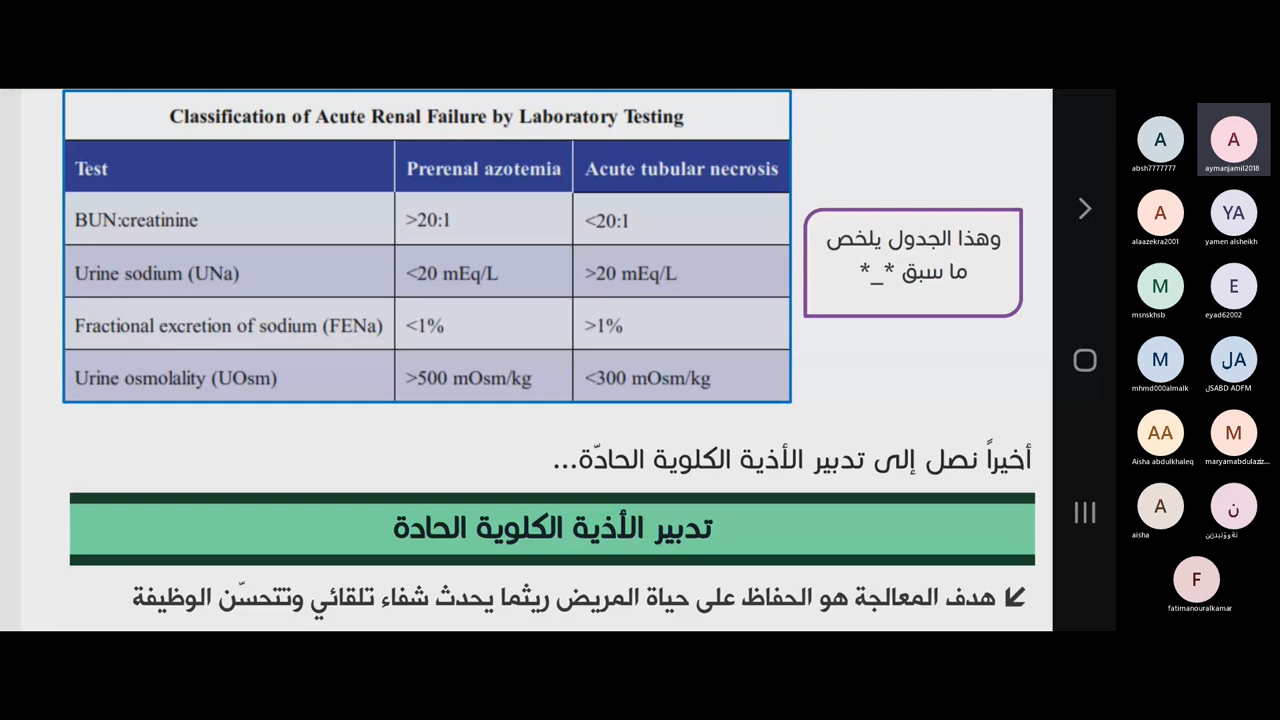 Classification of Acute Renal Failure by Laboratory Testing
Test Prerenal azotemia Acute tubular necrosis
BUN:creatinine >20:1 <20:1
Urine sodium (UNa) <20 mEq/L >20 mEq/L
Fractional excretion of sodium (FENa) <1% >1%
Urine osmolality (UOsm) >500 mOsm/kg <300 mOsm/kg
وهذا الجدول يلخص
ما سبق *_*
أخيراً نصل إلى تدبير الأذية الكلوية الحادّة...
تدبير الأذية الكلوية الحادة
هدف المعالجة هو الحفاظ على حياة المريض ريثما يحدث شفاء تلقائي وتتحسّن الوظيفة
A A
absh7777777 aymanjamil2018
A YA
alaazekra2001 yamen alsheikh
M E
msnskhsb eyad62002
M JA
mhmd000almalk JSABD ADFM
AA M
Aisha abdulkhaleq maryamabdulaziz...
A ن
aisha
F
fatimanouralkamar